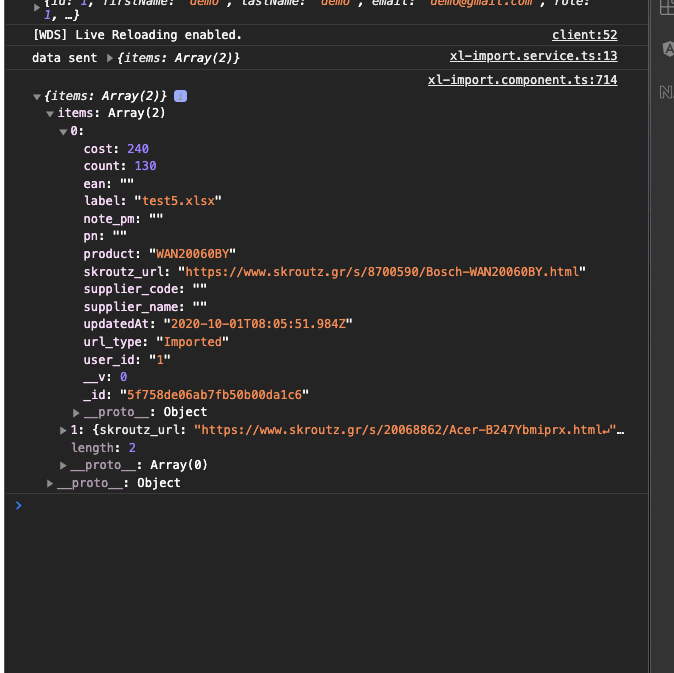 {id: 1, firstName: "demo", lastName: "demo", email: "demo@gmail.com", role:
1, …}
[WDS] Live Reloading enabled. client:52
data sent ▶{items: Array(2)} xl-import.service.ts:13
xl-import.component.ts:714
▼{items: Array(2)}
▼items: Array(2)
▼0:
cost: 240
count: 130
ean: ""
label: "test5.xlsx"
note_pm: ""
pn: ""
product: "WAN20060BY"
skroutz_url: "https://www.skroutz.gr/s/8700590/Bosch-WAN20060BY.html"
supplier_code: ""
supplier_name: ""
updatedAt: "2020-10-01T08:05:51.984Z"
url_type: "Imported"
user_id: "1"
__v: 0
_id: "5f758de06ab7fb50b00da1c6"
▶__proto__: Object
▶1: {skroutz_url: "https://www.skroutz.gr/s/20068862/Acer-B247Ybmiprx.html↵"…
length: 2
▶__proto__: Array(0)
▶__proto__: Object
>